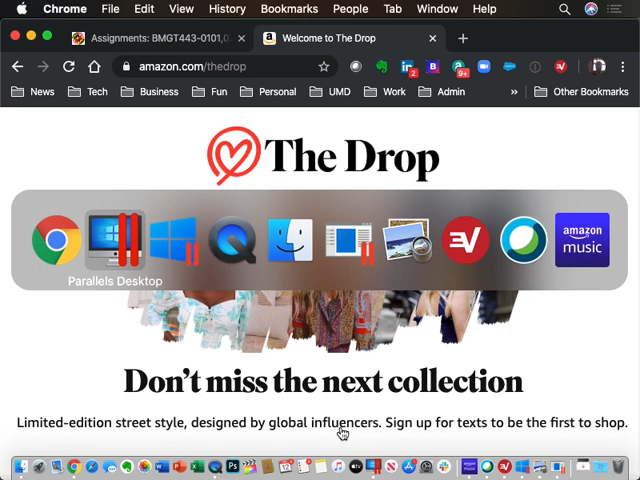 Chrome File Edit View History Bookmarks People Tab Window Help
Assignments: BMGT443-0101,0 Welcome to The Drop
amazon.com/thedrop
2
9+
News Tech Business Fun Personal UMD Work Admin » Other Bookmarks
The Drop
amazon
music
Parallels Desktop
Don't miss the next collection
Limited-edition street style, designed by global influencers. Sign up for texts to be the first to shop.